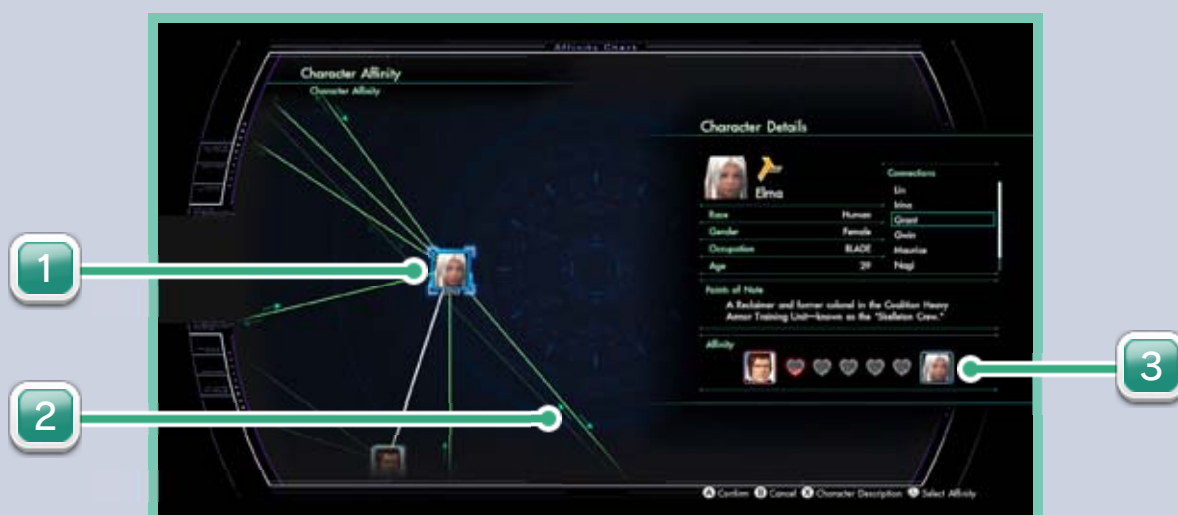 Affinity Chart
Character Affinity
Character Affinity
Character Details
Elma
Connections
Lin
Irina
Grant
Gwin
Maurice
Nagi
Race Human
Gender Female
Occupation BLADE
Age 29
Points of Note
A Reclaimer and former colonel in the Coalition Heavy
Armor Training Unit—known as the "Skeleton Crew."
Affinity
A Confirm B Cancel X Character Description L Select Affinity
1
2
3